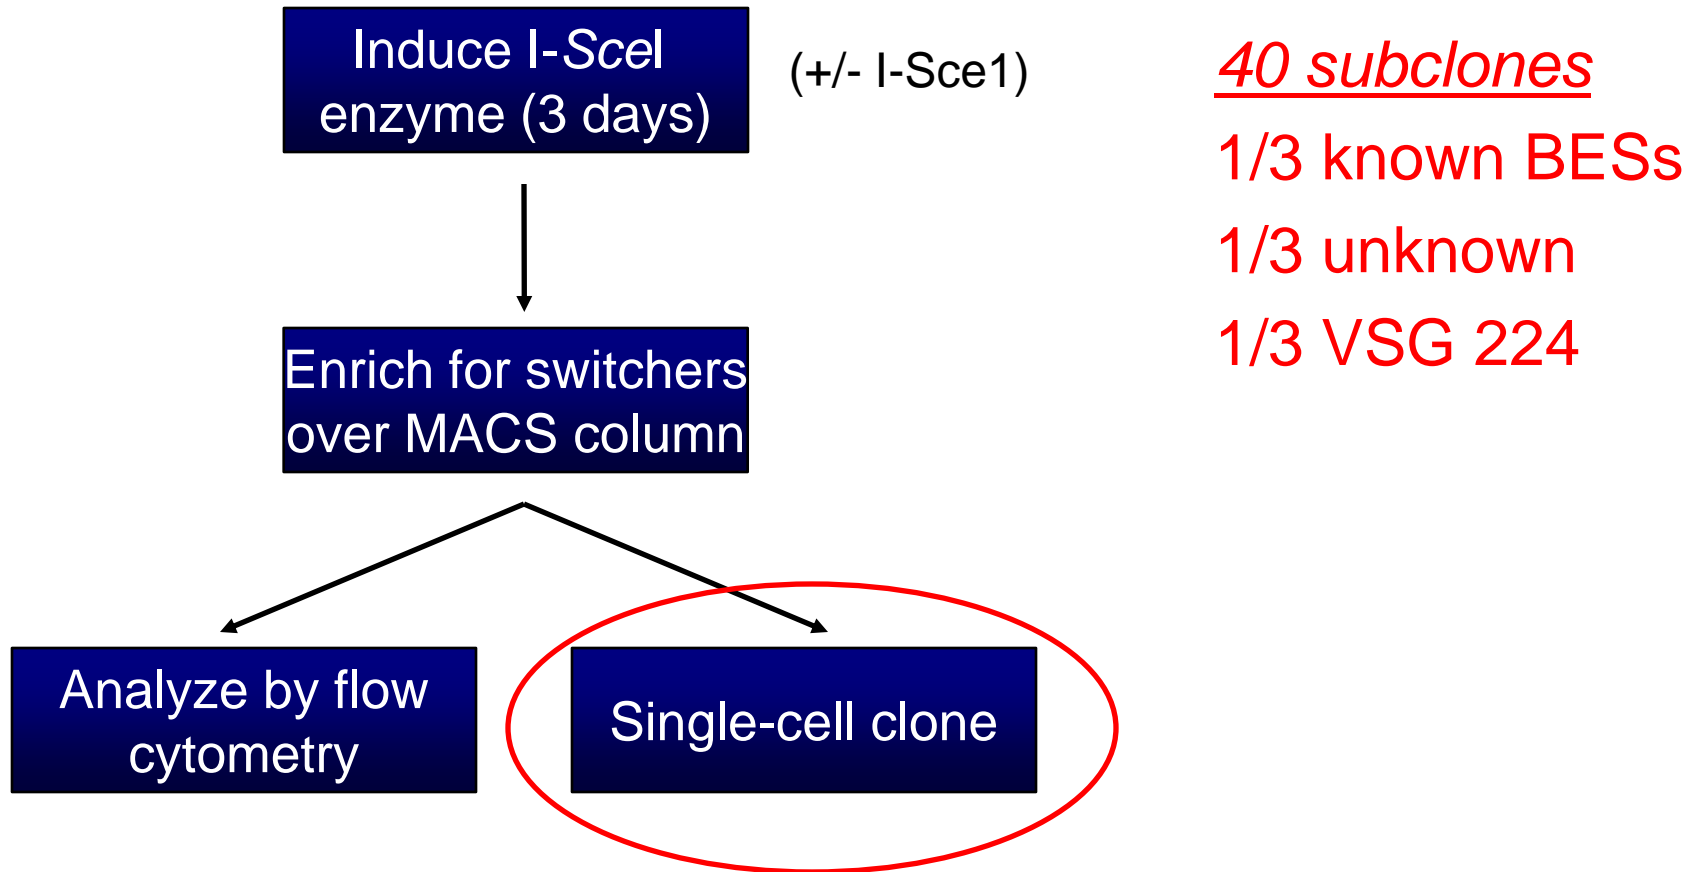 Induce I-SceI
enzyme (3 days)
(+/- I-Sce1)
Enrich for switchers
over MACS column
Analyze by flow
cytometry
Single-cell clone
40 subclones
1/3 known BESs
1/3 unknown
1/3 VSG 224